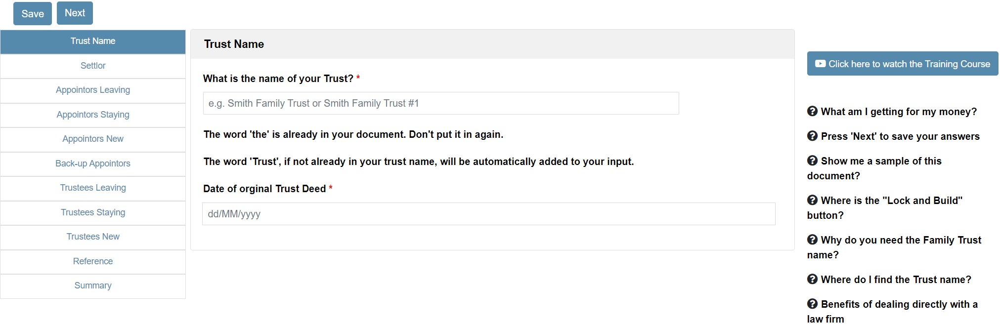 Save
Next
Trust Name
Settlor
Appointors Leaving
Appointors Staying
Appointors New
Back-up Appointors
Trustees Leaving
Trustees Staying
Trustees New
Reference
Summary
Trust Name
What is the name of your Trust? *
e.g. Smith Family Trust or Smith Family Trust #1
The word 'the' is already in your document. Don't put it in again.
The word 'Trust', if not already in your trust name, will be automatically added to your input.
Date of orginal Trust Deed *
dd/MM/yyyy
Click here to watch the Training Course
What am I getting for my money?
Press 'Next' to save your answers
Show me a sample of this
document?
Where is the "Lock and Build"
button?
Why do you need the Family Trust
name?
Where do I find the Trust name?
Benefits of dealing directly with a
law firm